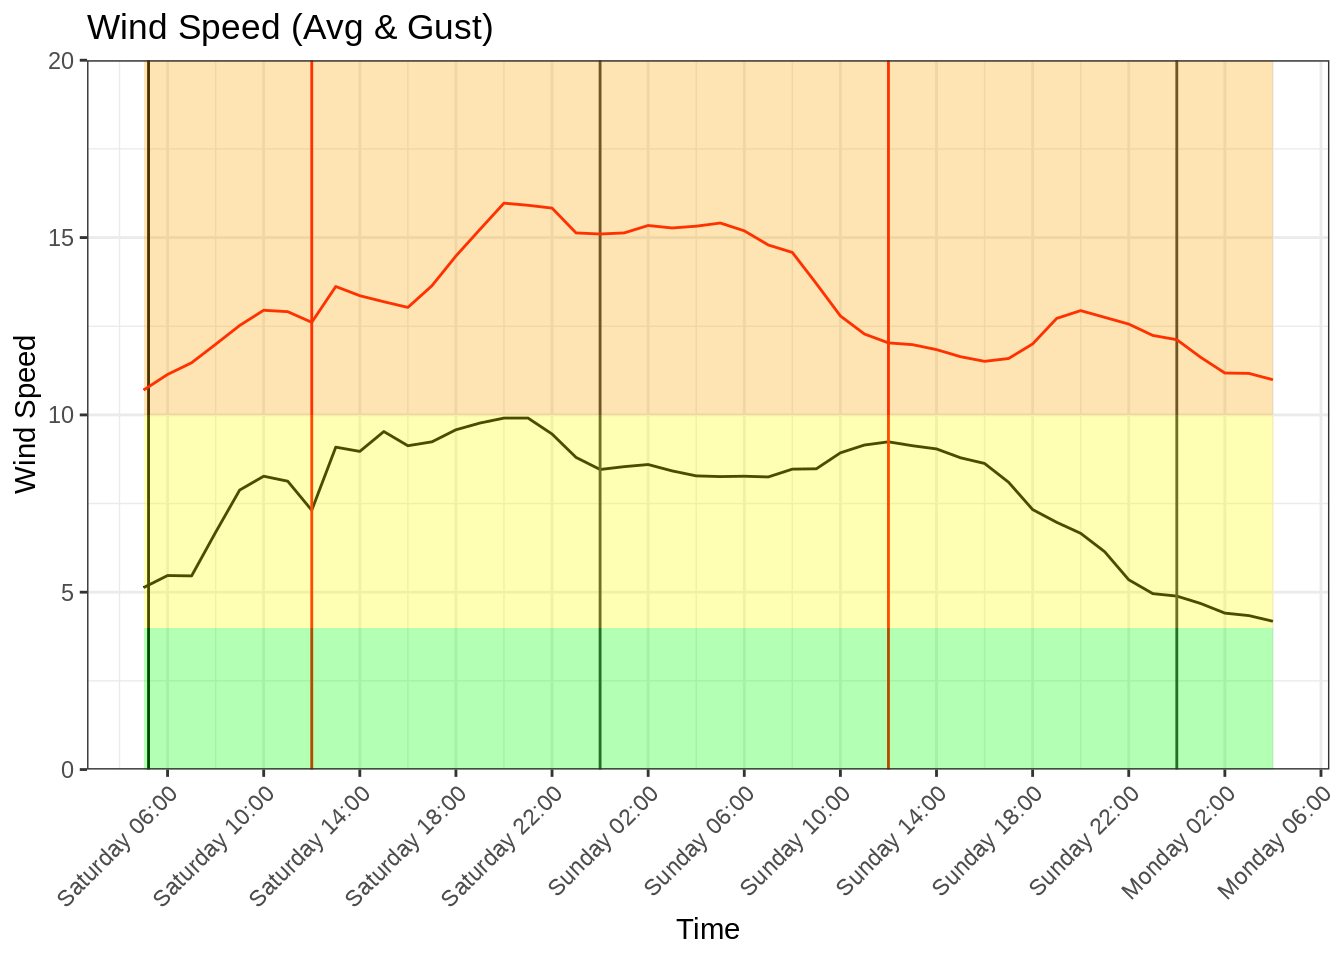 Wind Speed (Avg & Gust)
20
15
10
5
0
Wind Speed
Saturday 06:00
Saturday 10:00
Saturday 14:00
Saturday 18:00
Saturday 22:00
Sunday 02:00
Sunday 06:00
Sunday 10:00
Sunday 14:00
Sunday 18:00
Sunday 22:00
Monday 02:00
Monday 06:00
Time